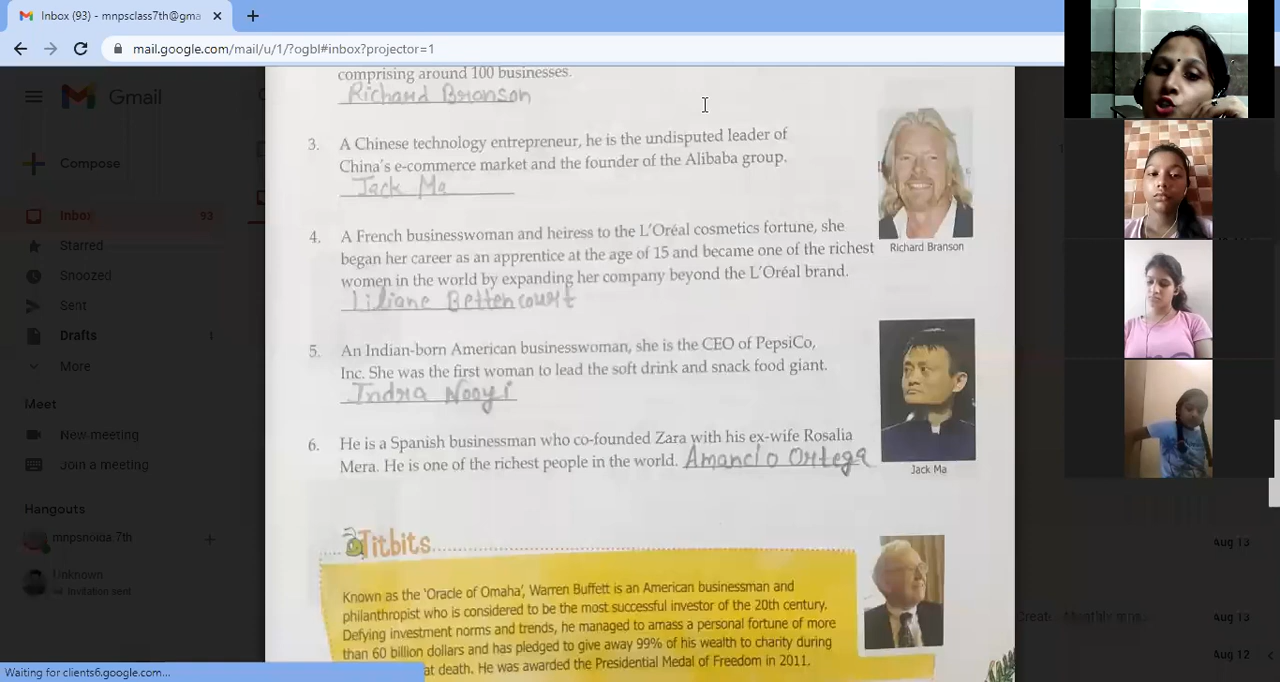 Inbox (93) - mnpsclass7th@gma
mail.google.com/mail/u/1/?ogbl#inbox?projector=1
Gmail
Compose
Inbox
93
Starred
Snoozed
Sent
Drafts
1
More
Meet
New meeting
Join a meeting
Hangouts
mnpsnoida.7th
Unknown
Invitation sent
Waiting for clients6.google.com...
comprising around 100 businesses.
Richard Branson
3. A Chinese technology entrepreneur, he is the undisputed leader of
China's e-commerce market and the founder of the Alibaba group.
Jack Ma
4. A French businesswoman and heiress to the L'Oréal cosmetics fortune, she
began her career as an apprentice at the age of 15 and became one of the richest
women in the world by expanding her company beyond the L'Oréal brand.
Liliane Bettencourt
5. An Indian-born American businesswoman, she is the CEO of PepsiCo,
Inc. She was the first woman to lead the soft drink and snack food giant.
Indra Nooyi
6. He is a Spanish businessman who co-founded Zara with his ex-wife Rosalia
Mera. He is one of the richest people in the world. Amancio Ortega
Richard Branson
Jack Ma
Titbits
Known as the 'Oracle of Omaha', Warren Buffett is an American businessman and
philanthropist who is considered to be the most successful investor of the 20th century.
Defying investment norms and trends, he managed to amass a personal fortune of more
than 60 billion dollars and has pledged to give away 99% of his wealth to charity during
at death. He was awarded the Presidential Medal of Freedom in 2011.
Aug 13
Create Monthly
Aug 13
Aug 12